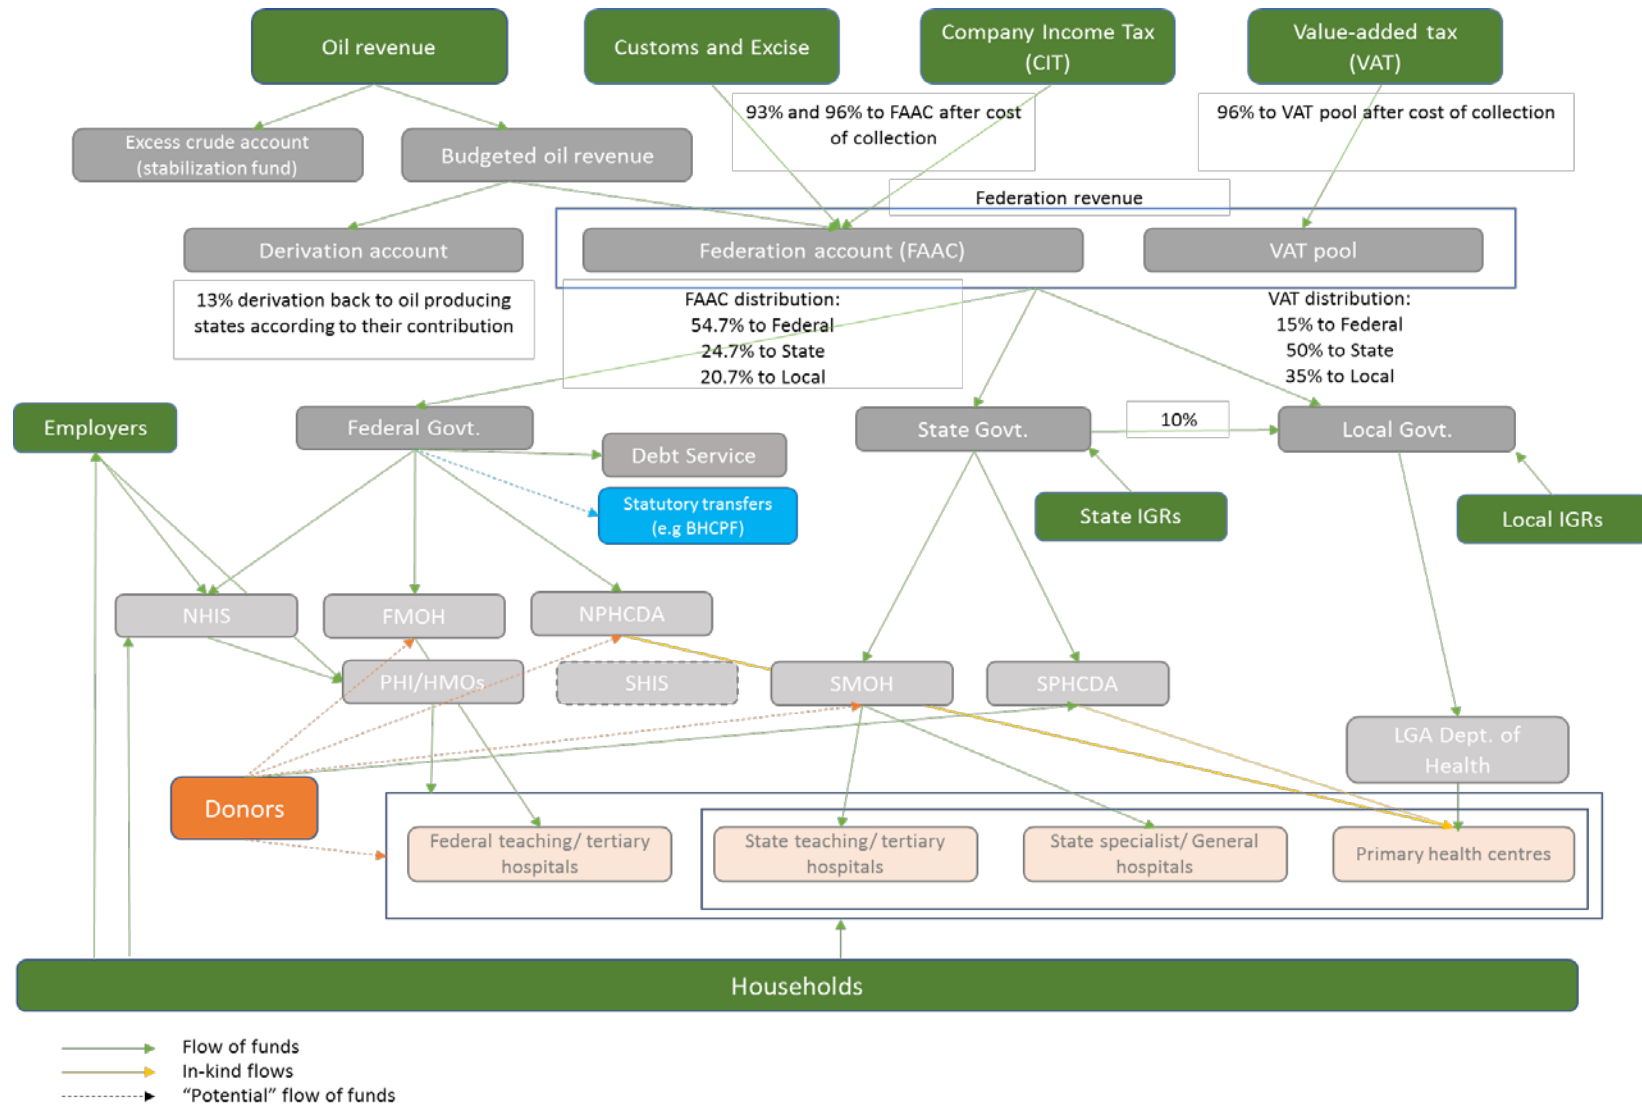 Oil revenue
Customs and Excise
Company Income Tax
(CIT)
Value-added tax
(VAT)
93% and 96% to FAAC after cost
of collection
96% to VAT pool after cost of collection
Excess crude account
(stabilization fund)
Budgeted oil revenue
Federation revenue
Derivation account
Federation account (FAAC)
VAT pool
13% derivation back to oil producing
states according to their contribution
FAAC distribution:
54.7% to Federal
24.7% to State
20.7% to Local
VAT distribution:
15% to Federal
50% to State
35% to Local
Employers
Federal Govt.
State Govt.
10%
Local Govt.
Debt Service
Statutory transfers
(e.g BHCPF)
State IGRs
Local IGRs
NHIS
FMOH
NPHCDA
PHI/HMOs
SHIS
SMOH
SPHCDA
LGA Dept. of
Health
Donors
Federal teaching/ tertiary
hospitals
State teaching/ tertiary
hospitals
State specialist/ General
hospitals
Primary health centres
Households
Flow of funds
In-kind flows
“Potential” flow of funds